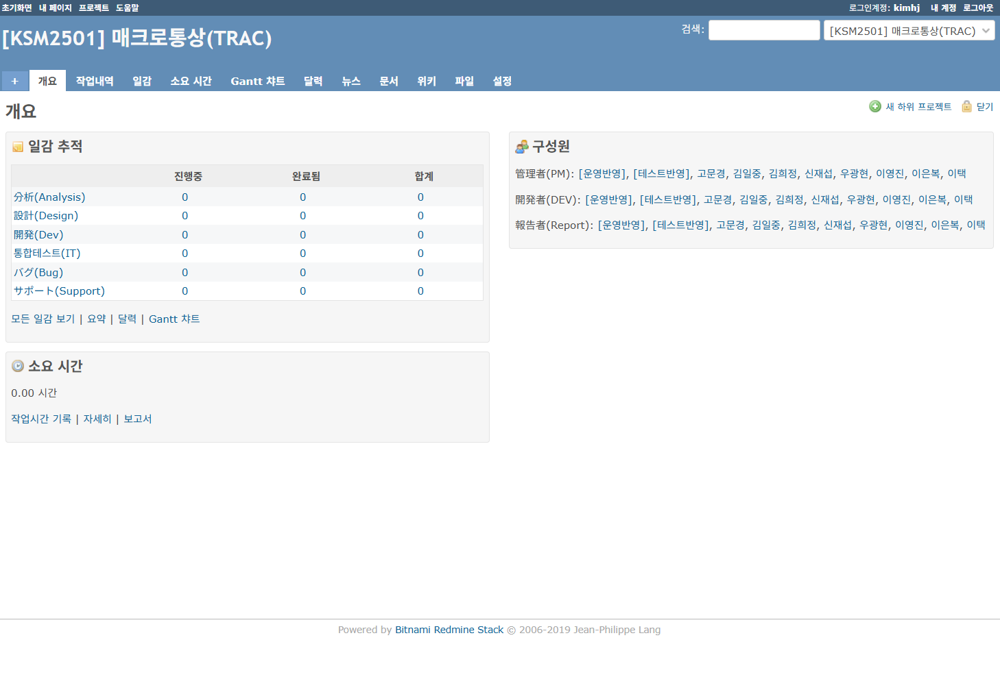 초기화면 내 페이지 프로젝트 도움말 로그인계정: kimhj 내 계정 로그아웃
[KSM2501] 매크로통상(TRAC) 검색: [KSM2501] 매크로통상(TRAC)
+ 개요 작업내역 일감 소요 시간 Gantt 챠트 달력 뉴스 문서 위키 파일 설정
개요 새 하위 프로젝트 닫기
일감 추적
진행중 완료됨 합계
分析(Analysis) 0 0 0
設計(Design) 0 0 0
開発(Dev) 0 0 0
통합테스트(IT) 0 0 0
バグ(Bug) 0 0 0
サポート(Support) 0 0 0
모든 일감 보기 | 요약 | 달력 | Gantt 챠트
소요 시간
0.00 시간
작업시간 기록 | 자세히 | 보고서
구성원
管理者(PM): [운영반영], [테스트반영], 고문경, 김일중, 김희정, 신재섭, 우광현, 이영진, 이은복, 이택
開発者(DEV): [운영반영], [테스트반영], 고문경, 김일중, 김희정, 신재섭, 우광현, 이영진, 이은복, 이택
報告者(Report): [운영반영], [테스트반영], 고문경, 김일중, 김희정, 신재섭, 우광현, 이영진, 이은복, 이택
Powered by Bitnami Redmine Stack © 2006-2019 Jean-Philippe Lang